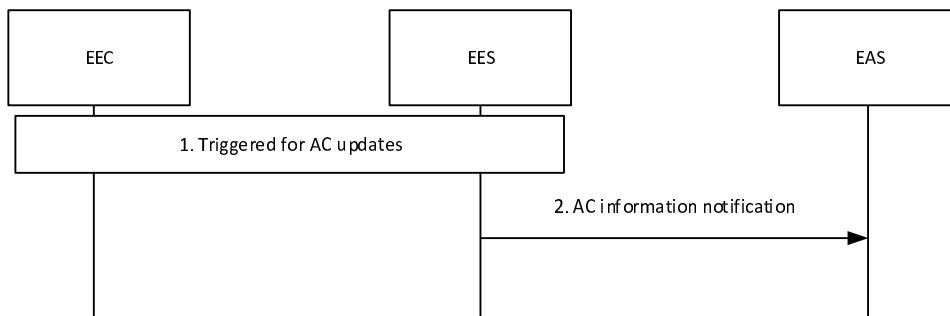 EEC
EES
EAS
1. Triggered for AC updates
2. AC information notification